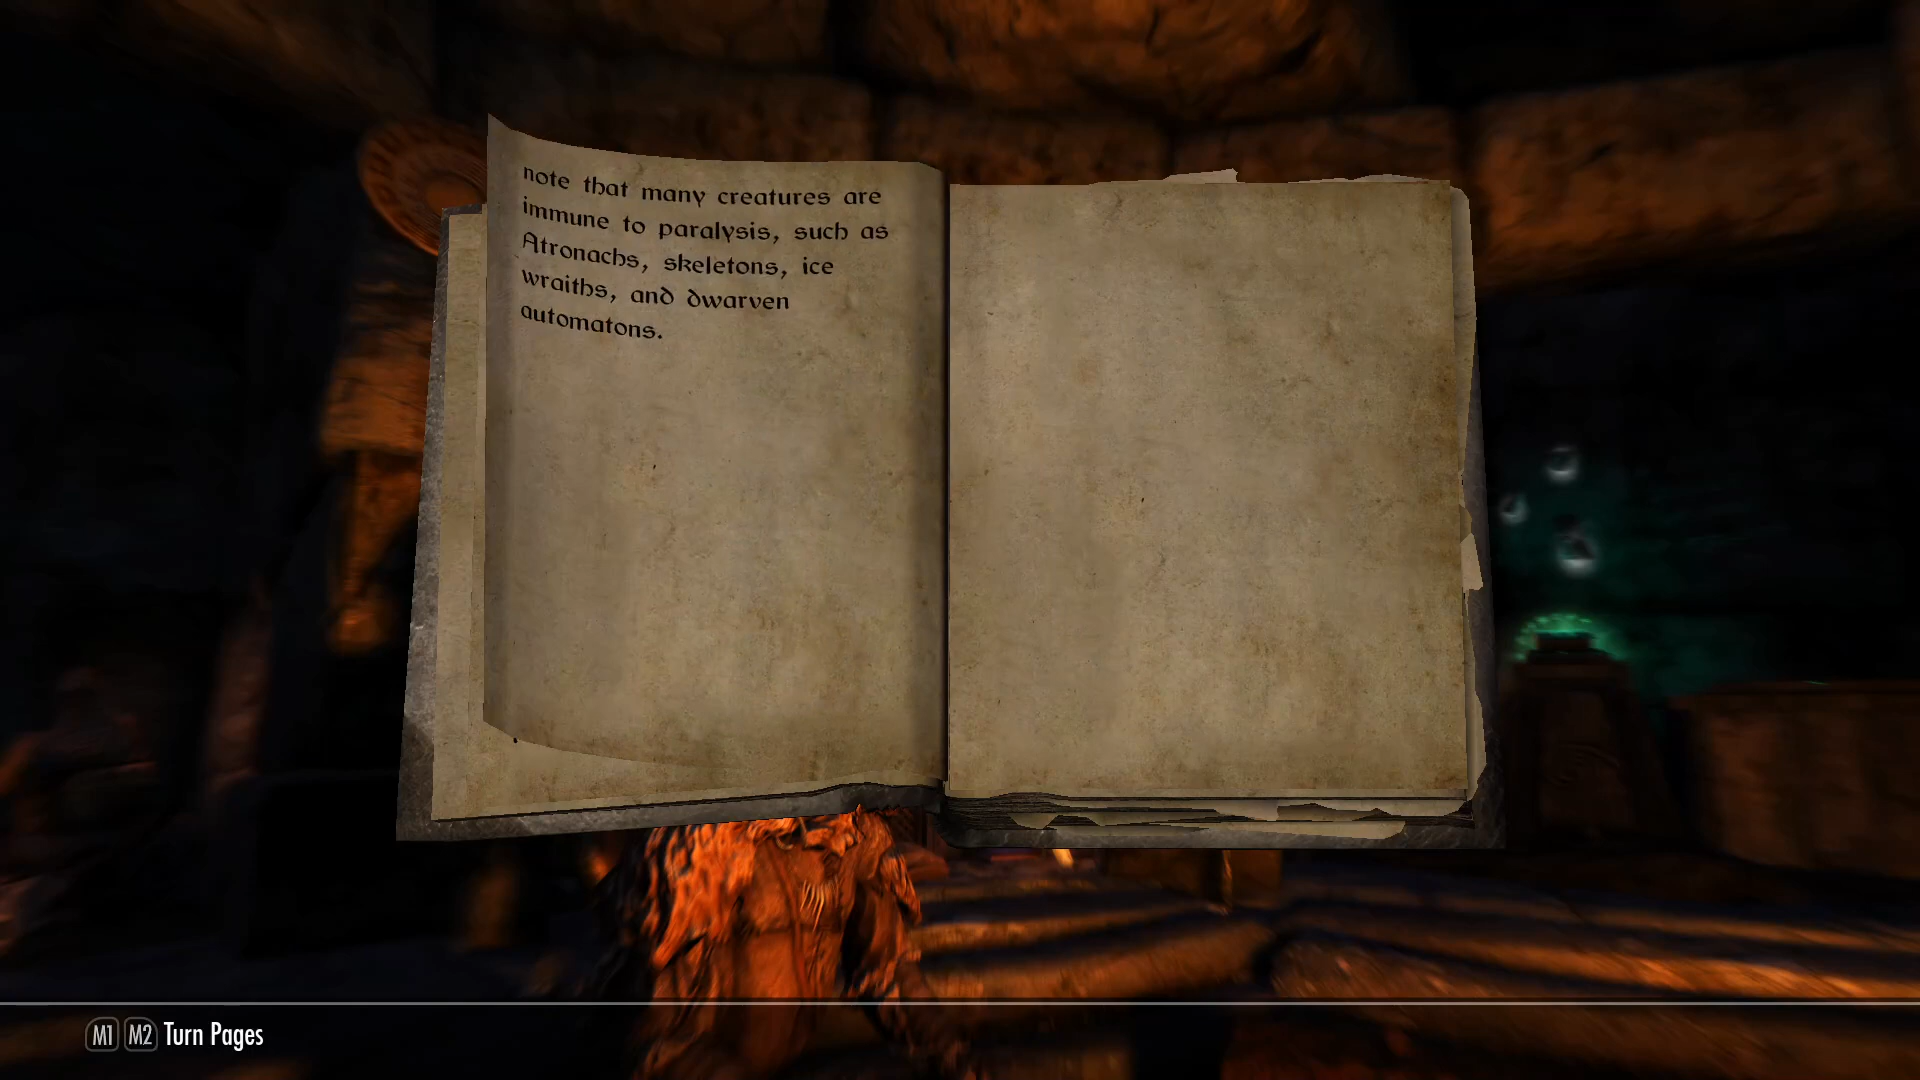 note that many creatures are
immune to paralysis, such as
Atronachs, skeletons, ice
wraiths, and dwarven
automatons.
M1 M2 Turn Pages